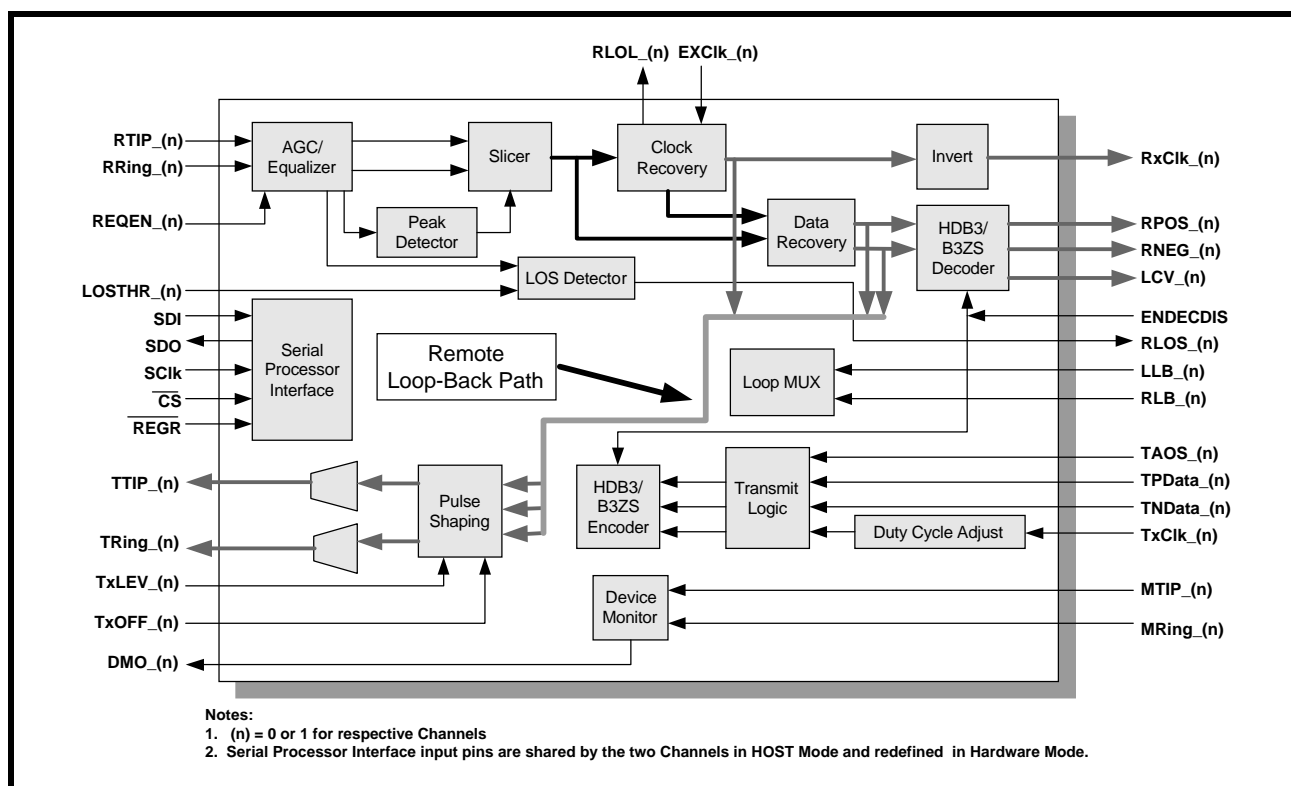 RLOL_(n) EXClk_(n)
RTIP_(n)
RRing_(n)
REQEN_(n)
LOSTHR_(n)
SDI
SDO
SClk
CS
REGR
TTIP_(n)
TRing_(n)
TxLEV_(n)
TxOFF_(n)
DMO_(n)
AGC/
Equalizer
Peak
Detector
Slicer
LOS Detector
Clock
Recovery
Data
Recovery
Invert
HDB3/
B3ZS
Decoder
Serial
Processor
Interface
Remote
Loop-Back Path
Loop MUX
Pulse
Shaping
HDB3/
B3ZS
Encoder
Transmit
Logic
Duty Cycle Adjust
Device
Monitor
RxClk_(n)
RPOS_(n)
RNEG_(n)
LCV_(n)
ENDECDIS
RLOS_(n)
LLB_(n)
RLB_(n)
TAOS_(n)
TPData_(n)
TNData_(n)
TxClk_(n)
MTIP_(n)
MRing_(n)
Notes:
1. (n) = 0 or 1 for respective Channels
2. Serial Processor Interface input pins are shared by the two Channels in HOST Mode and redefined in Hardware Mode.